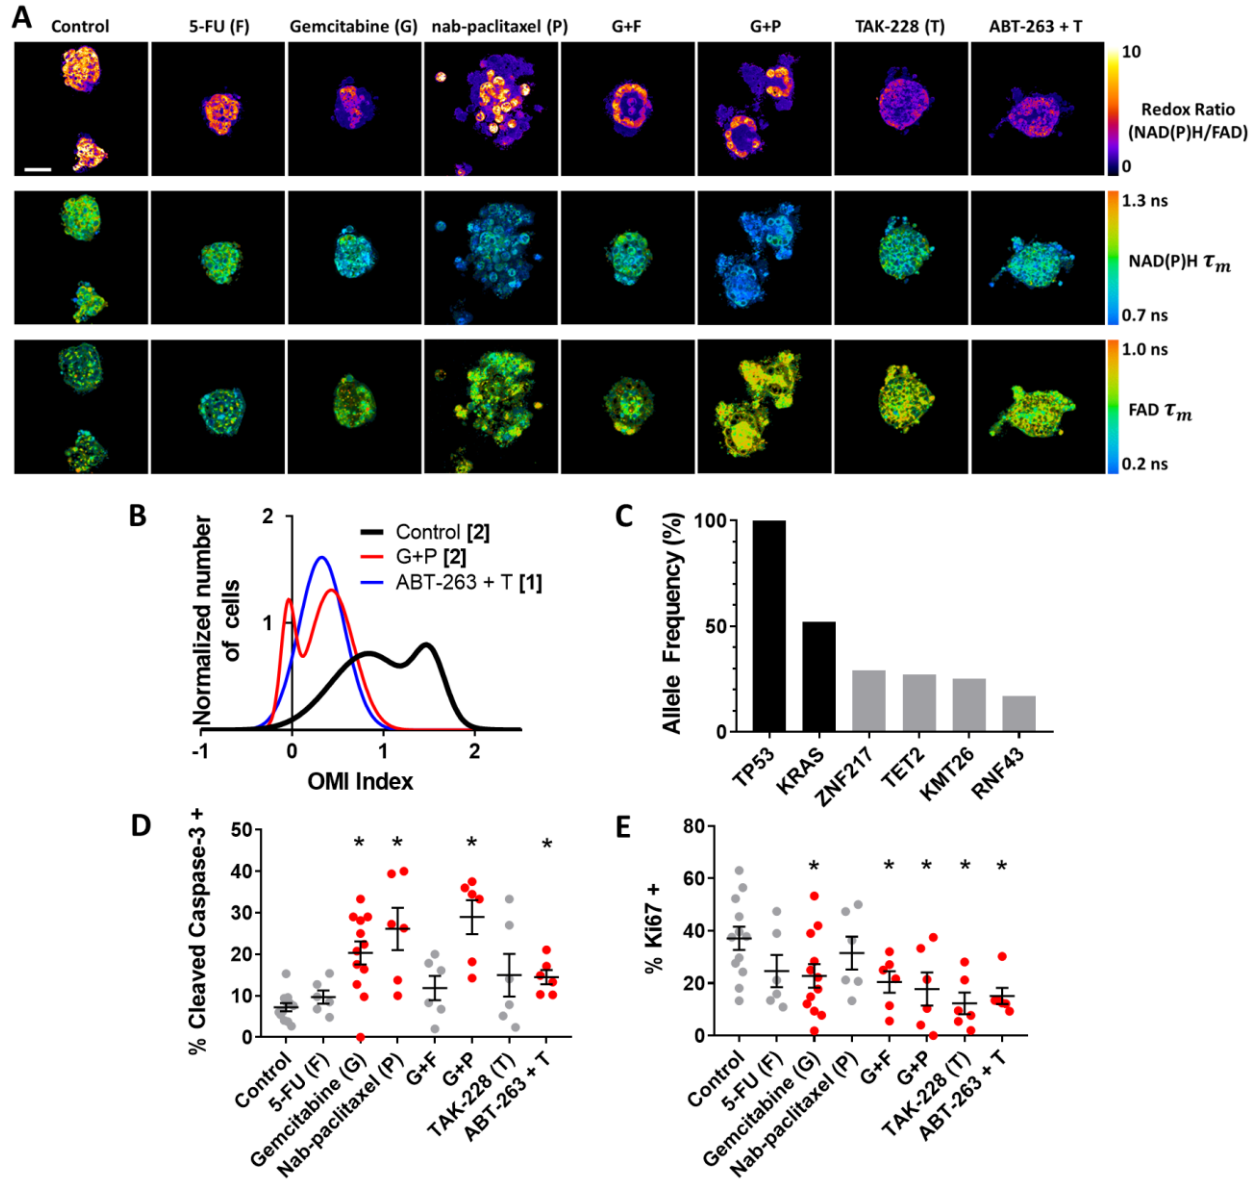 A
Control
5-FU (F)
Gemcitabine (G)
nab-paclitaxel (P)
G+F
G+P
TAK-228 (T)
ABT-263 + T
10
Redox Ratio
(NAD(P)H/FAD)
0
1.3 ns
NAD(P)H τm
0.7 ns
1.0 ns
FAD τm
0.2 ns
B
Normalized number
of cells
2
1
-1
0
1
2
OMI Index
Control [2]
G+P [2]
ABT-263 + T [1]
C
Allele Frequency (%)
100
50
0
TP53
KRAS
ZNF217
TET2
KMT26
RNF43
D
% Cleaved Caspase-3 +
50
40
30
20
10
0
* * * *
Control
5-FU (F)
Gemcitabine (G)
Nab-paclitaxel (P)
G+F
G+P
TAK-228 (T)
ABT-263 + T
E
% Ki67 +
80
60
40
20
0
* * * * *
Control
5-FU (F)
Gemcitabine (G)
Nab-paclitaxel (P)
G+F
G+P
TAK-228 (T)
ABT-263 + T